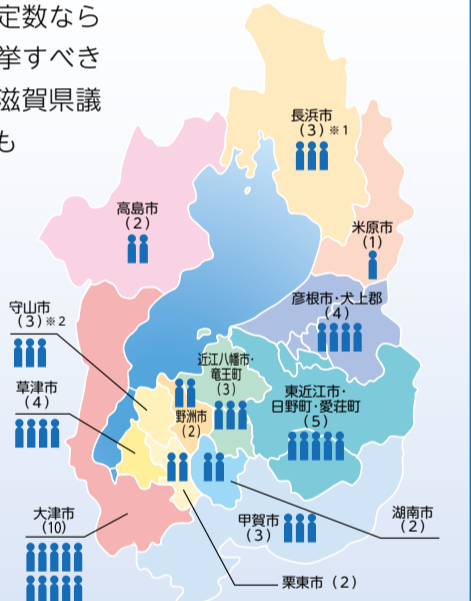 定数なら
挙すべき
滋賀県議
も
長浜市
(3)※1
高島市
(2)
米原市
(1)
彦根市・犬上郡
(4)
守山市
(3)※2
近江八幡市・
竜王町
(3)
草津市
(4)
野洲市
(2)
東近江市・
日野町・愛荘町
(5)
大津市
(10)
甲賀市
(3)
湖南市
(2)
栗東市(2)